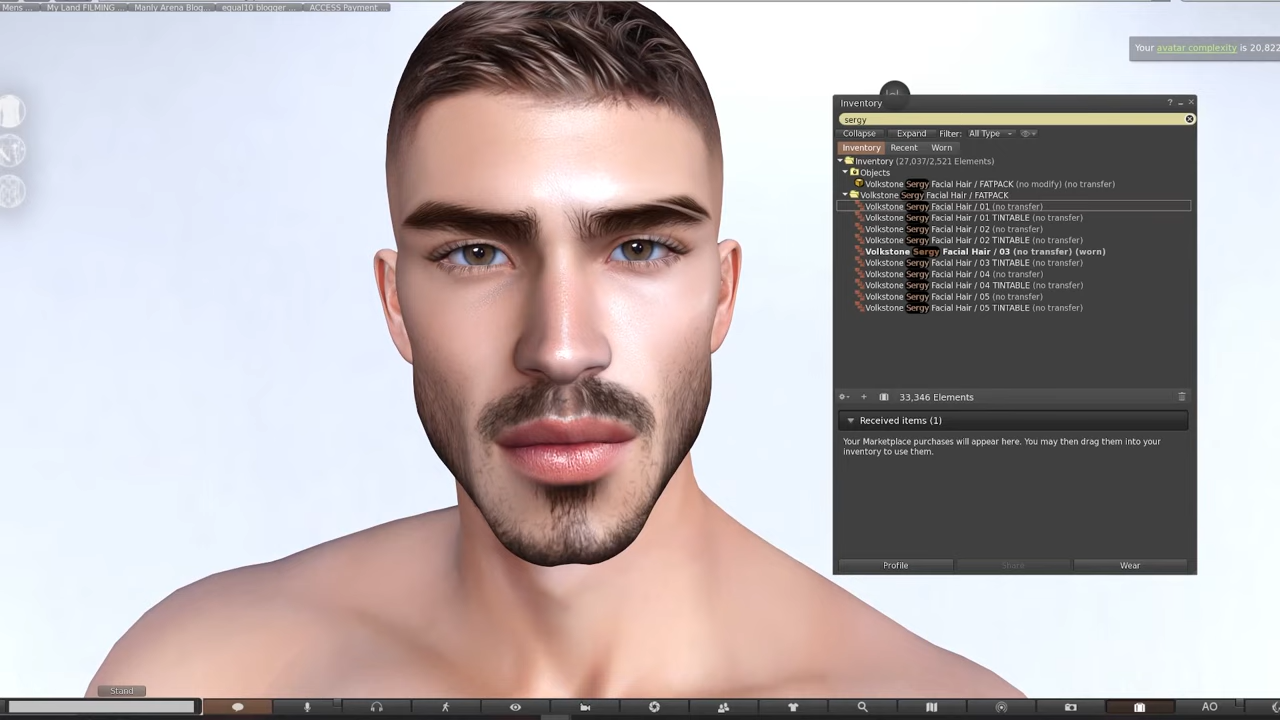 Mens ...
My Land FILMING ...
Manly Arena Blog...
equal10 blogger ...
ACCESS Payment...
Your avatar complexity is 20,822
Inventory
? _ ×
sergy
Collapse Expand Filter: All Type
Inventory Recent Worn
Inventory (27,037/2,521 Elements)
Objects
Volkstone Sergy Facial Hair / FATPACK (no modify) (no transfer)
Volkstone Sergy Facial Hair / FATPACK
Volkstone Sergy Facial Hair / 01 (no transfer)
Volkstone Sergy Facial Hair / 01 TINTABLE (no transfer)
Volkstone Sergy Facial Hair / 02 (no transfer)
Volkstone Sergy Facial Hair / 02 TINTABLE (no transfer)
Volkstone Sergy Facial Hair / 03 (no transfer) (worn)
Volkstone Sergy Facial Hair / 03 TINTABLE (no transfer)
Volkstone Sergy Facial Hair / 04 (no transfer)
Volkstone Sergy Facial Hair / 04 TINTABLE (no transfer)
Volkstone Sergy Facial Hair / 05 (no transfer)
Volkstone Sergy Facial Hair / 05 TINTABLE (no transfer)
33,346 Elements
Received items (1)
Your Marketplace purchases will appear here. You may then drag them into your
inventory to use them.
Profile Share Wear
Stand
AO